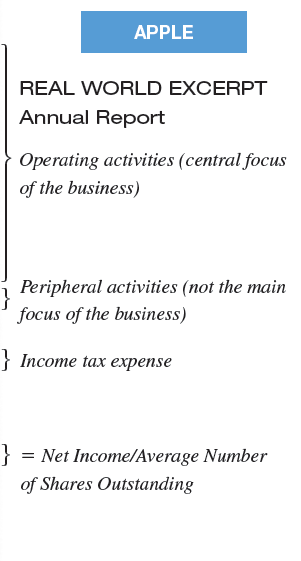 APPLE
REAL WORLD EXCERPT
Annual Report
Operating activities (central focus
of the business)
} Peripheral activities (not the main
focus of the business)
} Income tax expense
} = Net Income/Average Number
of Shares Outstanding